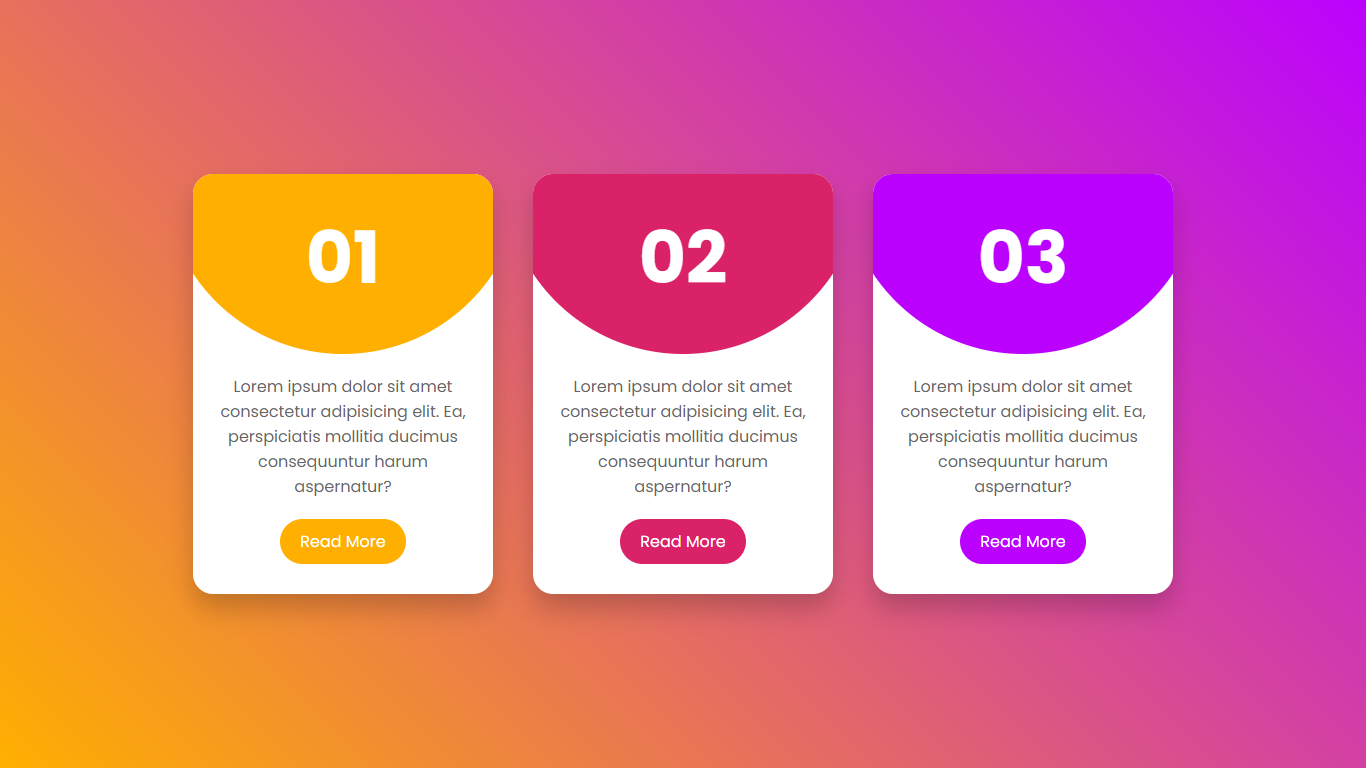 01
Lorem ipsum dolor sit amet
consectetur adipisicing elit. Ea,
perspiciatis mollitia ducimus
consequuntur harum
aspernatur?
Read More
02
Lorem ipsum dolor sit amet
consectetur adipisicing elit. Ea,
perspiciatis mollitia ducimus
consequuntur harum
aspernatur?
Read More
03
Lorem ipsum dolor sit amet
consectetur adipisicing elit. Ea,
perspiciatis mollitia ducimus
consequuntur harum
aspernatur?
Read More